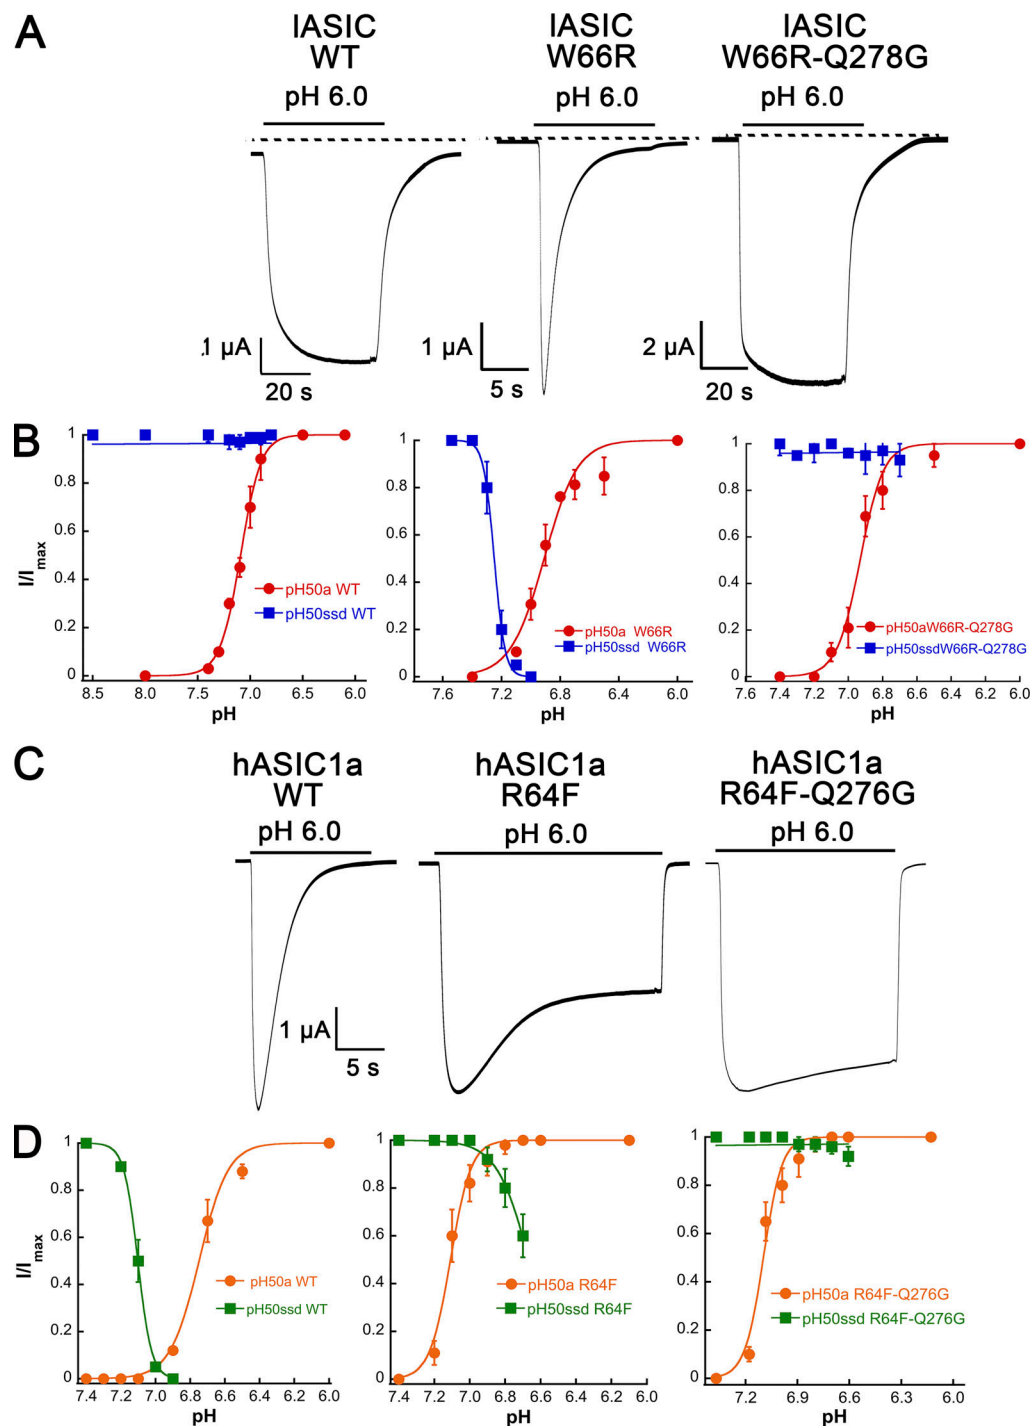 A
lASIC WT
lASIC W66R
lASIC W66R-Q278G
pH 6.0
pH 6.0
pH 6.0
1 µA
20 s
1 µA
5 s
2 µA
20 s
B
I/Imax
1
0.8
0.6
0.4
0.2
0
pH50a WT
pH50ssd WT
8.5 8.0 7.5 7.0 6.5 6.0
pH
1
0.8
0.6
0.4
0.2
0
pH50a W66R
pH50ssd W66R
7.6 7.2 6.8 6.4 6.0
pH
1
0.8
0.6
0.4
0.2
0
pH50aW66R-Q278G
pH50ssdW66R-Q278G
7.6 7.4 7.2 7.0 6.8 6.6 6.4 6.2 6.0
pH
C
hASIC1a WT
hASIC1a R64F
hASIC1a R64F-Q276G
pH 6.0
pH 6.0
pH 6.0
1 µA
5 s
D
I/Imax
1
0.8
0.6
0.4
0.2
0
pH50a WT
pH50ssd WT
7.4 7.2 7.0 6.8 6.6 6.4 6.2 6.0
pH
1
0.8
0.6
0.4
0.2
0
pH50a R64F
pH50ssd R64F
7.4 7.2 7.0 6.8 6.6 6.4 6.2 6.0
pH
1
0.8
0.6
0.4
0.2
0
pH50a R64F-Q276G
pH50ssd R64F-Q276G
7.2 6.9 6.6 6.3 6.0
pH